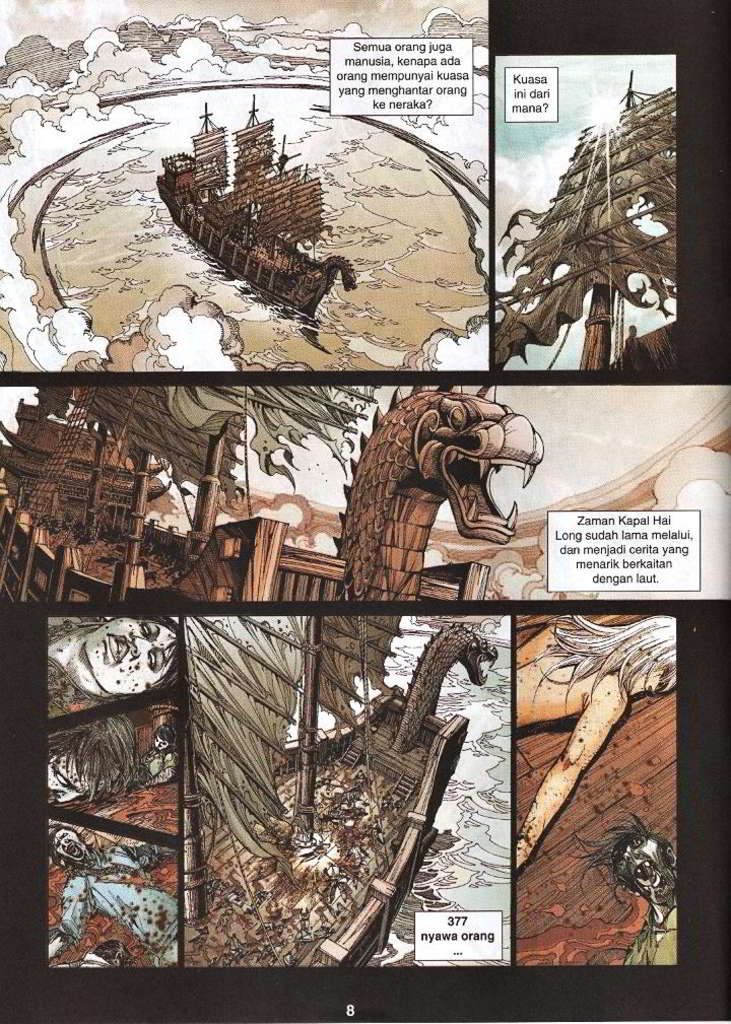 Semua orang juga
manusia, kenapa ada
orang mempunyai kuasa
yang menghantar orang
ke neraka?
Kuasa
ini dari
mana?
Zaman Kapal Hai
Long sudah lama melalui,
dan menjadi cerita yang
menarik berkaitan
dengan laut.
377
nyawa orang
...
8